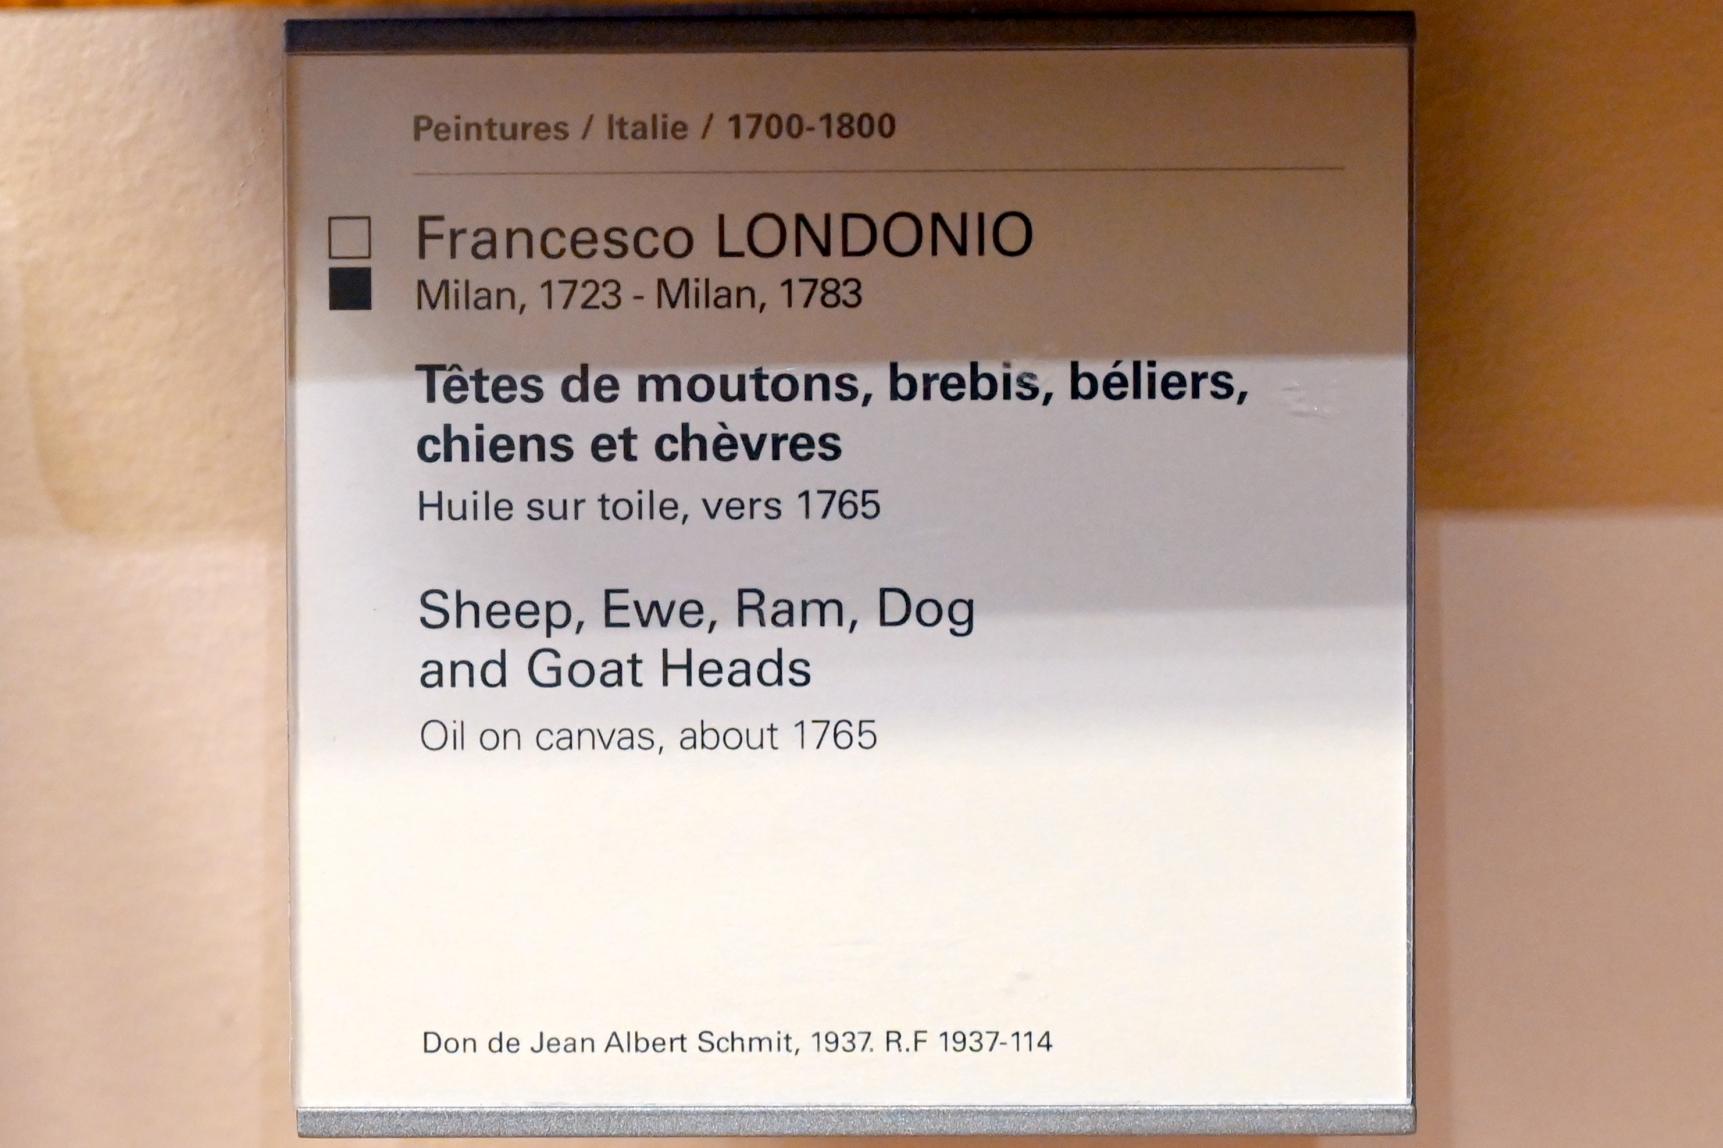 Peintures / Italie / 1700-1800
Francesco LONDONIO
Milan, 1723 - Milan, 1783
Têtes de moutons, brebis, béliers,
chiens et chèvres
Huile sur toile, vers 1765
Sheep, Ewe, Ram, Dog
and Goat Heads
Oil on canvas, about 1765
Don de Jean Albert Schmit, 1937. R.F 1937-114